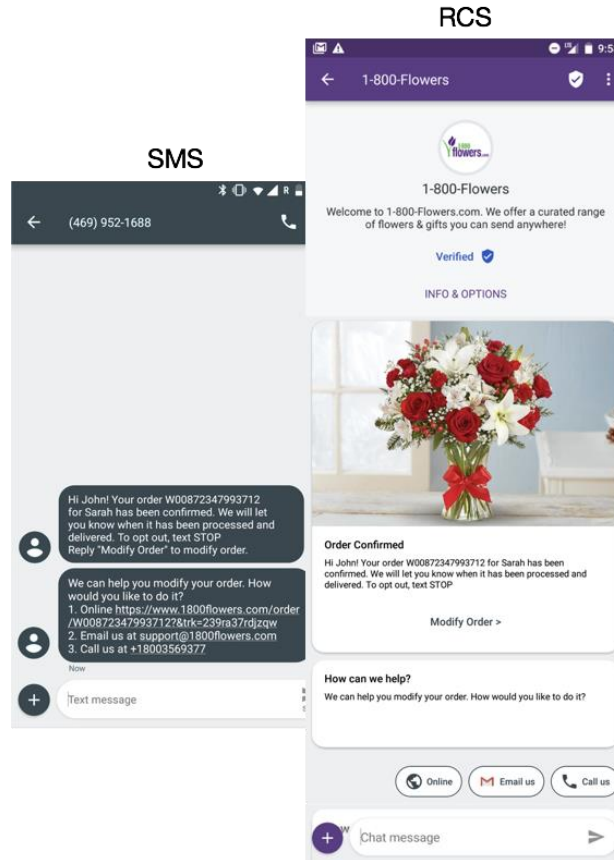 RCS
9:5
1-800-Flowers
flowers
1-800-Flowers
Welcome to 1-800-Flowers.com. We offer a curated range
of flowers & gifts you can send anywhere!
Verified
INFO & OPTIONS
Order Confirmed
Hi John! Your order W00872347993712 for Sarah has been
confirmed. We will let you know when it has been processed and
delivered. To opt out, text STOP
Modify Order >
How can we help?
We can help you modify your order. How would you like to do it?
Online
Email us
Call us
Chat message
SMS
R
(469) 952-1688
Hi John! Your order W00872347993712
for Sarah has been confirmed. We will let
you know when it has been processed and
delivered. To opt out, text STOP
Reply "Modify Order" to modify order.
We can help you modify your order. How
would you like to do it?
1. Online https://www.1800flowers.com/order
/W00872347993712?&trk=239ra37rdjzqw
2. Email us at support@1800flowers.com
3. Call us at +18003569377
Now
Text message